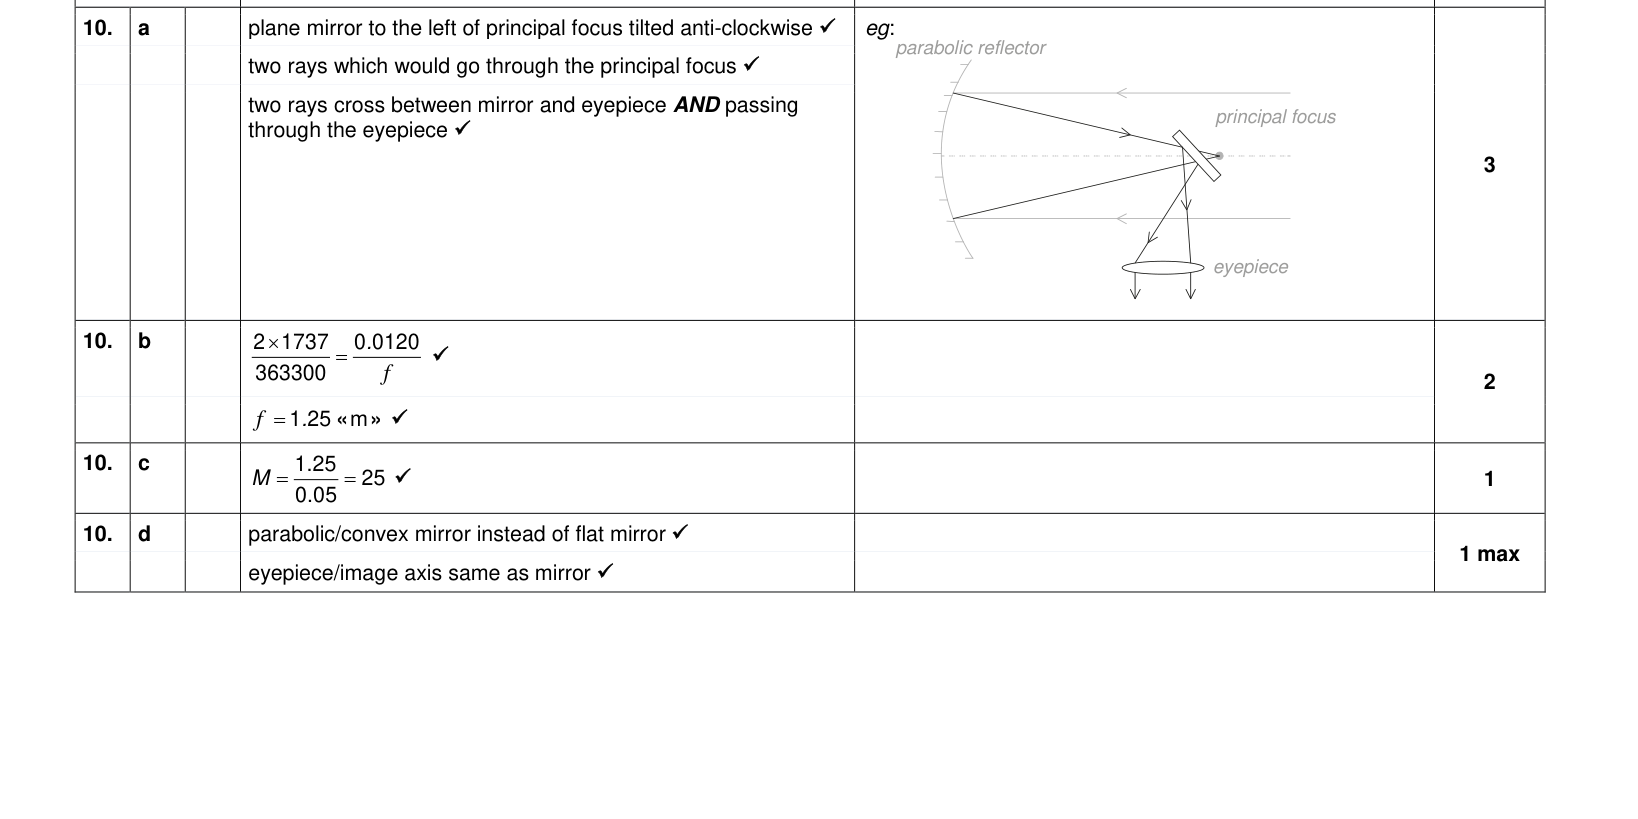 10. a plane mirror to the left of principal focus tilted anti-clockwise ✓ eg:
parabolic reflector
two rays which would go through the principal focus ✓
two rays cross between mirror and eyepiece AND passing
through the eyepiece ✓
principal focus
3
eyepiece
10. b 2×1737/363300 = 0.0120/f ✓
2
f = 1.25 «m» ✓
10. c M = 1.25/0.05 = 25 ✓
1
10. d parabolic/convex mirror instead of flat mirror ✓
1 max
eyepiece/image axis same as mirror ✓